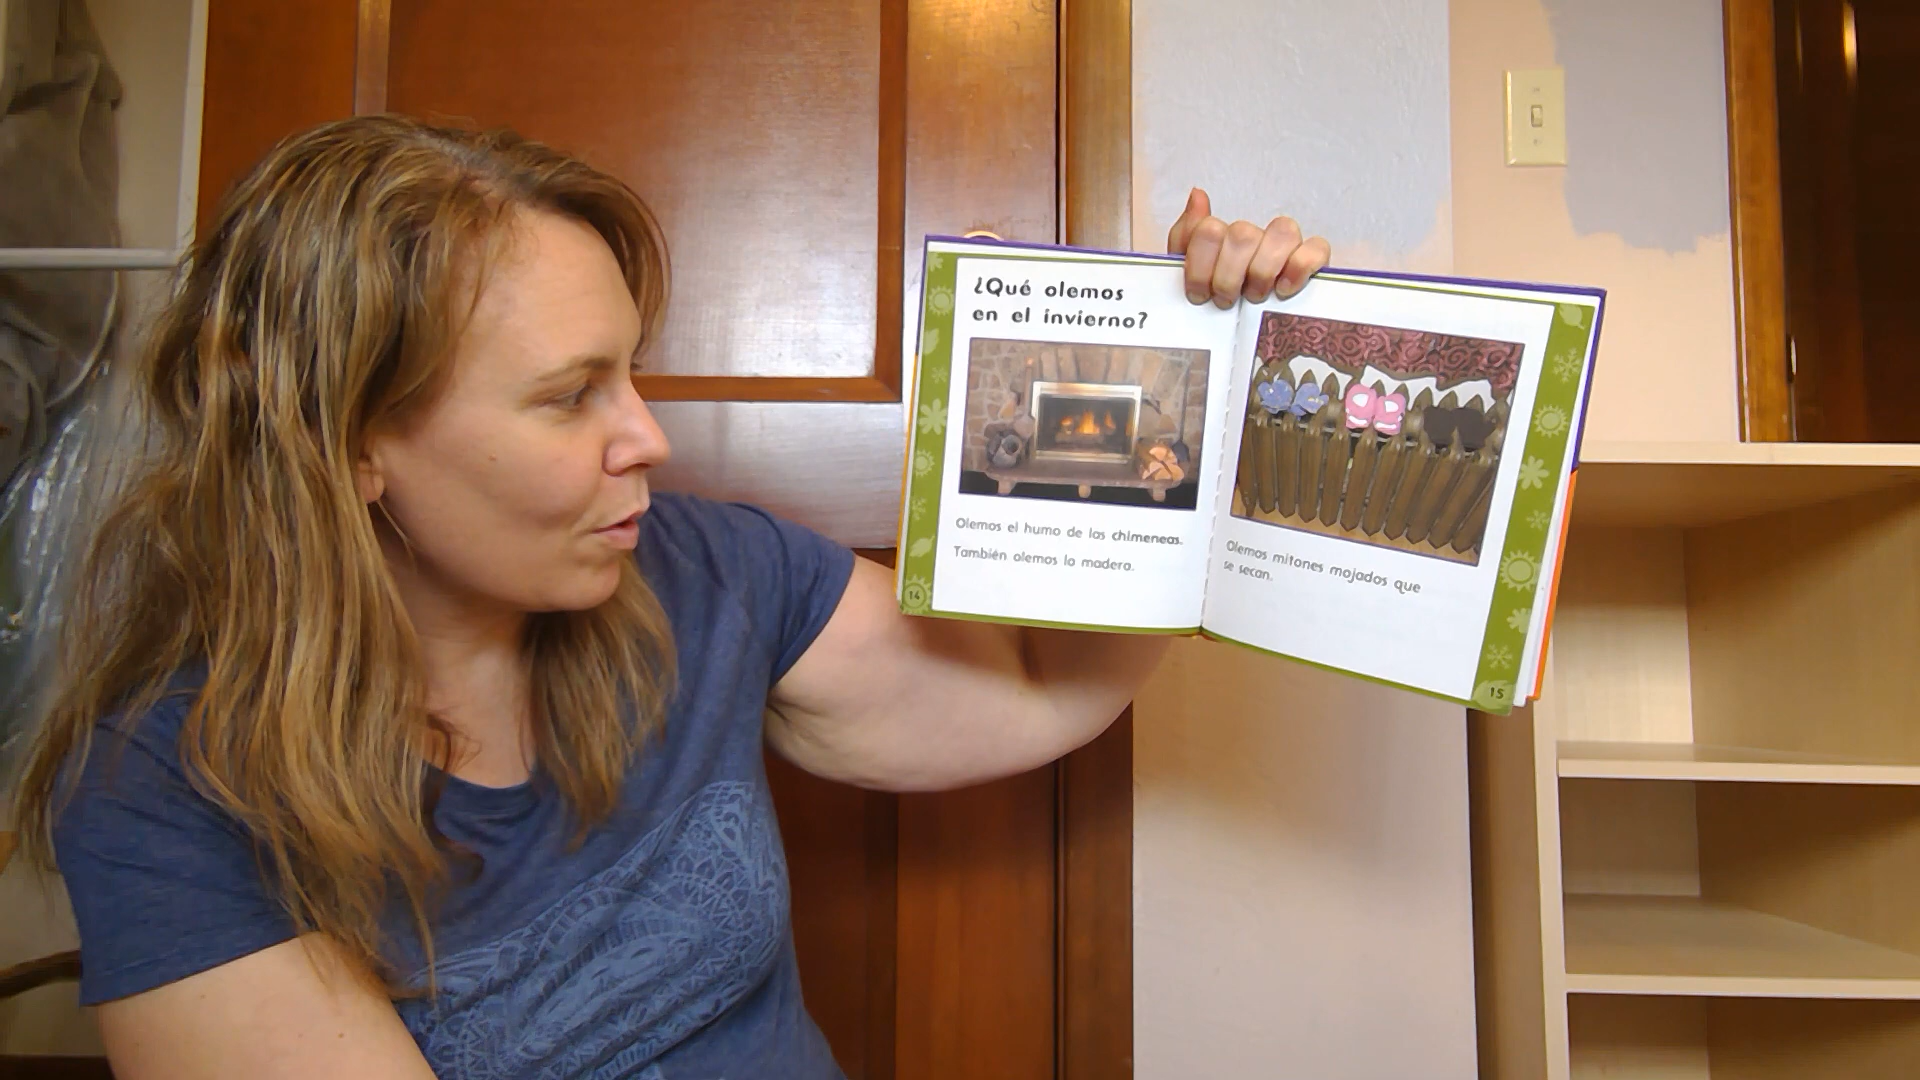 ¿Qué olemos
en el invierno?
Olemos el humo de las chimeneas.
También olemos la madera.
14
Olemos mitones mojados que
se secan.
15